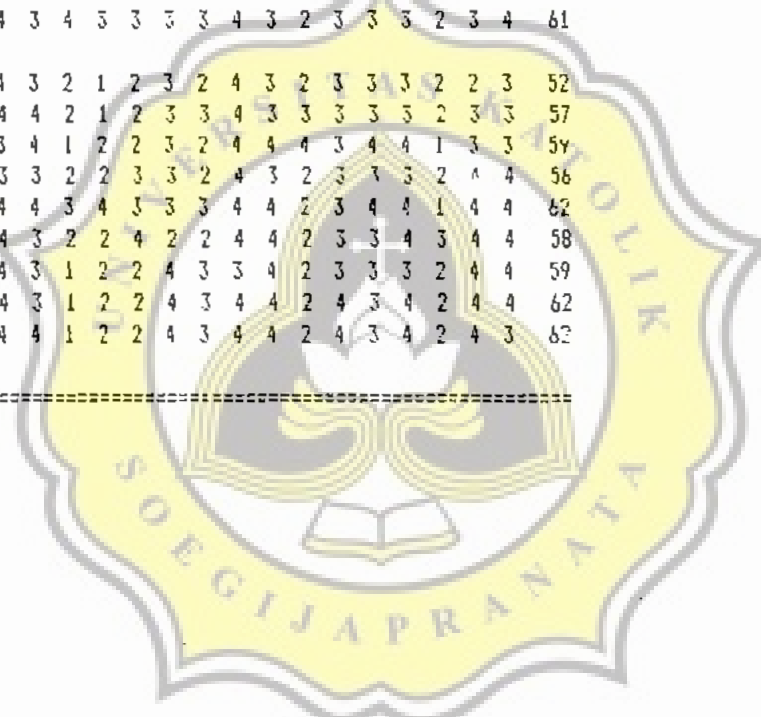 4 3 4 3 3 3 3 4 3 2 3 3 3 2 3 4 61
4 3 2 1 2 3 2 4 3 2 3 3 3 2 2 3 52
4 4 2 1 2 3 3 4 3 3 3 3 3 2 3 3 57
3 4 1 2 2 3 2 4 4 4 3 4 4 1 3 3 59
3 3 2 2 3 3 2 4 3 2 3 3 3 2 4 4 56
4 4 3 4 3 3 3 4 4 2 3 4 4 1 4 4 62
4 3 2 2 4 2 2 4 4 2 3 3 4 3 4 4 58
4 3 1 2 2 4 3 3 4 2 3 3 3 2 4 4 59
4 3 1 2 2 4 3 4 4 2 4 3 4 2 4 4 62
4 4 1 2 2 4 3 4 4 2 4 3 4 2 4 3
UNIVERSITAS KATOLIK
SOEGIJAPRANATA